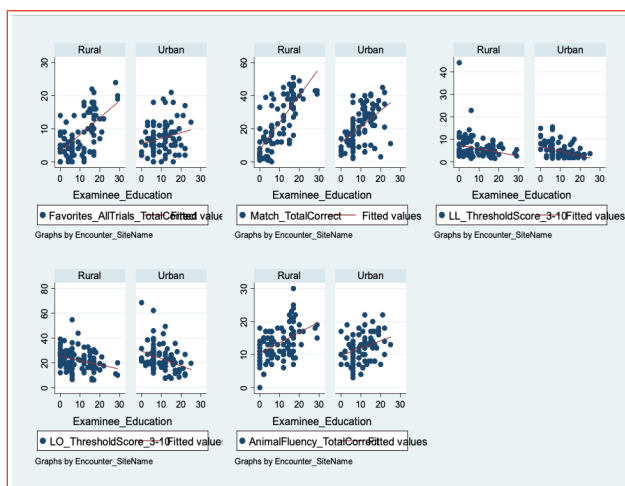 Rural Urban
60
40
20
0
0 10 20 30 0 10 20 30
Examinee_Education
Favorites_AllTrials_TotalCorrect Fitted values
Graphs by Encounter_SiteName
Rural Urban
60
50
40
30
20
10
0
0 10 20 30 0 10 20 30
Examinee_Education
Match_TotalCorrect Fitted values
Graphs by Encounter_SiteName
Rural Urban
40
30
20
10
0
0 10 20 30 0 10 20 30
Examinee_Education
LL_ThresholdScore_3-10 Fitted values
Graphs by Encounter_SiteName
Rural Urban
80
60
40
20
0
0 10 20 30 0 10 20 30
Examinee_Education
LO_ThresholdScore_3-10 Fitted values
Graphs by Encounter_SiteName
Rural Urban
30
20
10
0
0 10 20 30 0 10 20 30
Examinee_Education
AnimalFluency_TotalCorrect Fitted values
Graphs by Encounter_SiteName